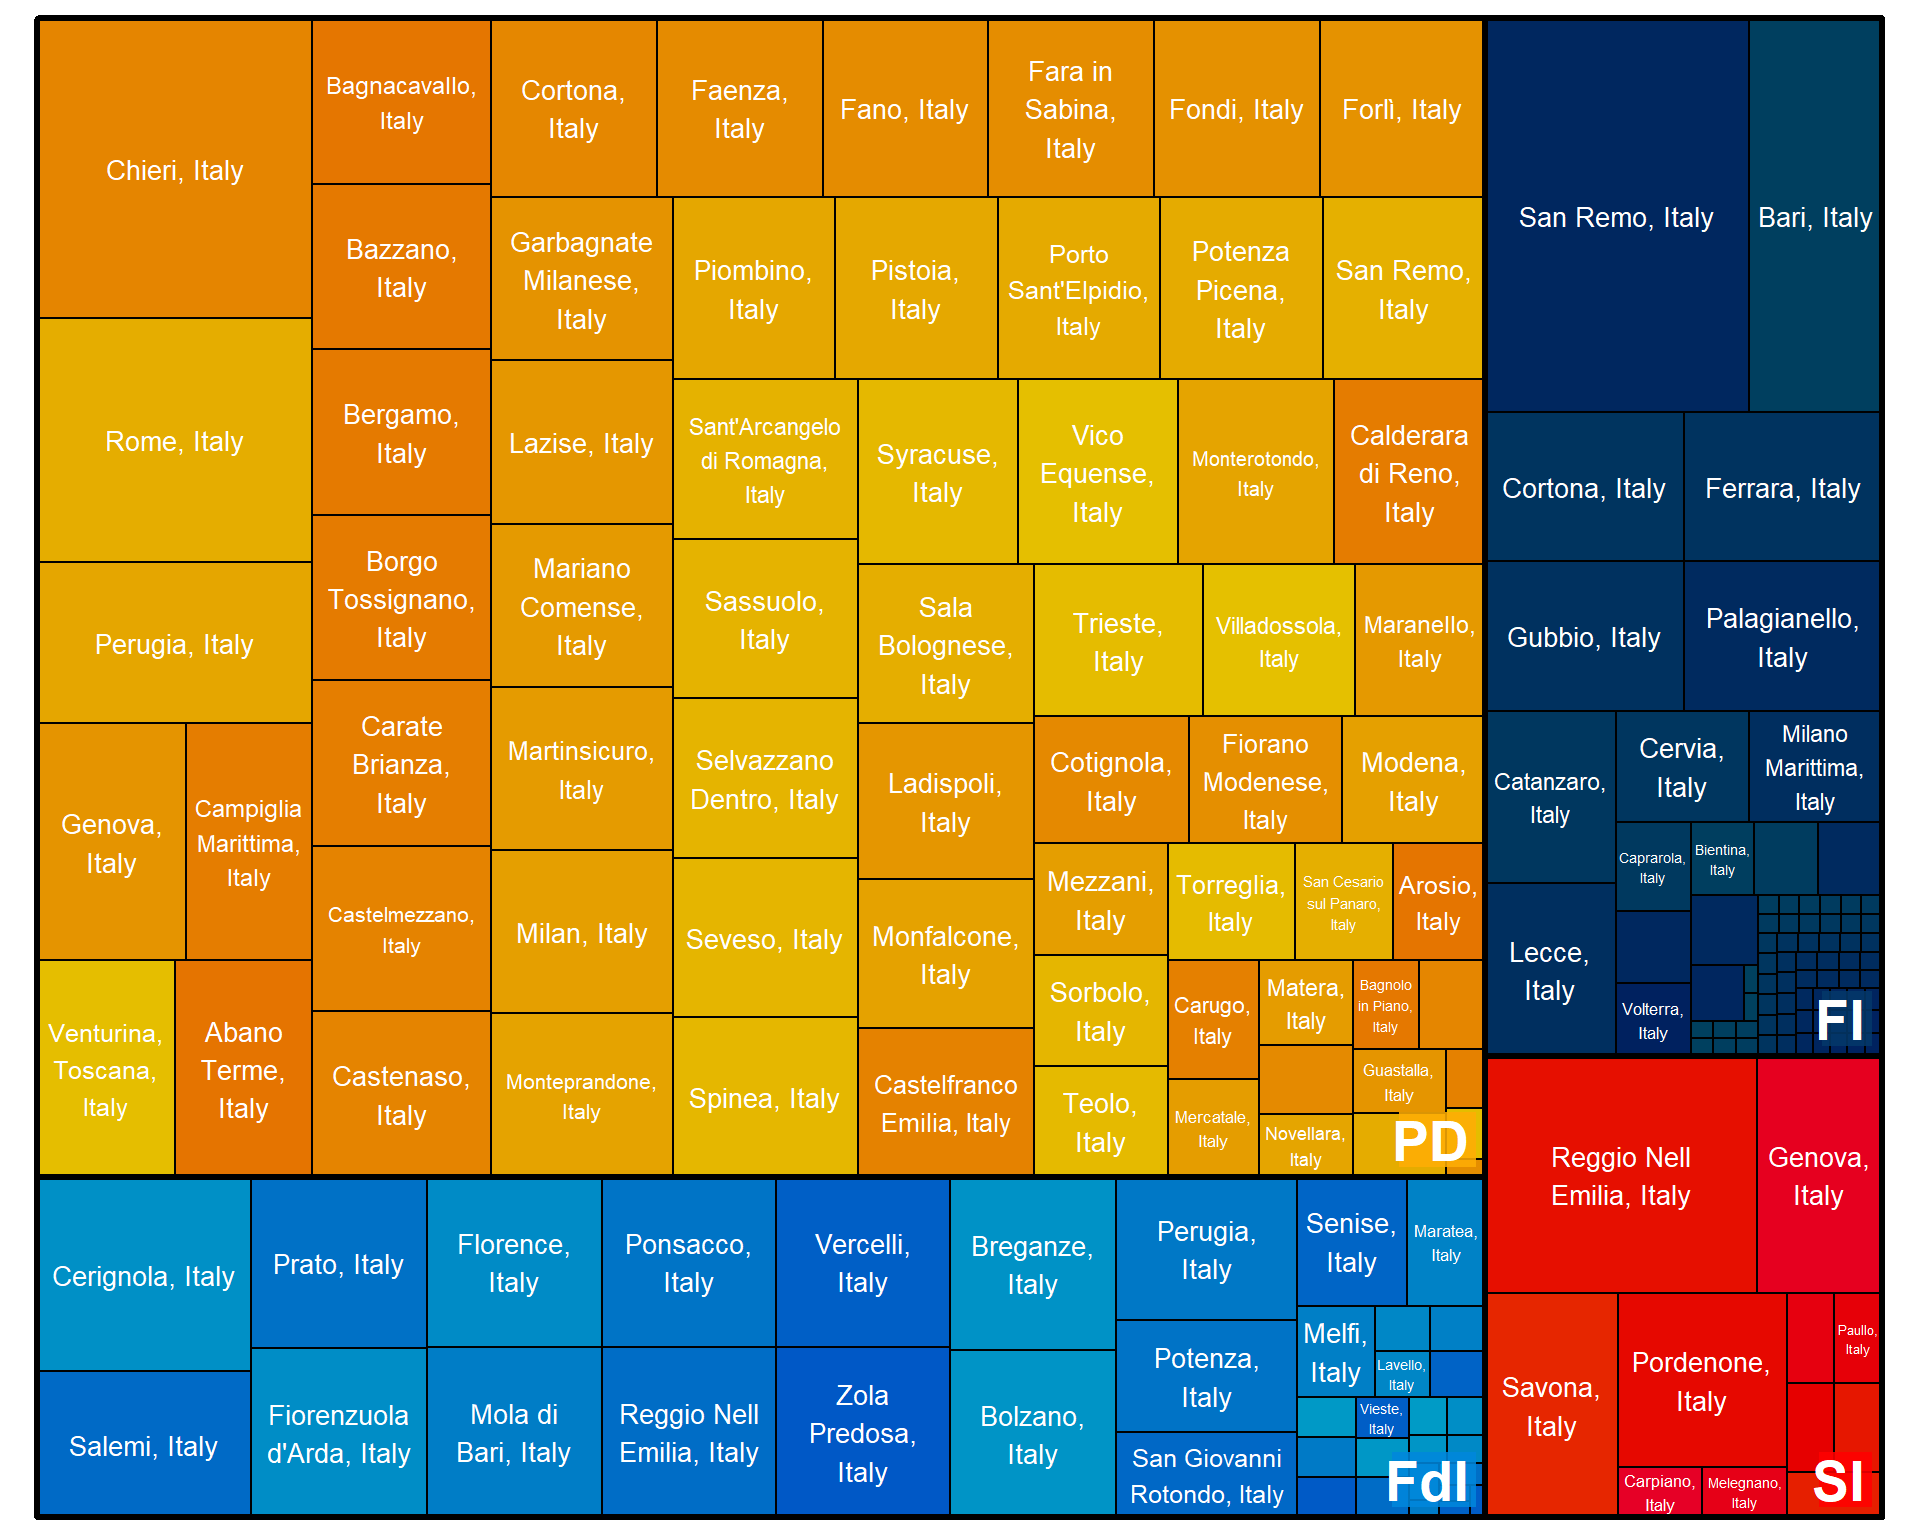 Chieri, Italy
Rome, Italy
Perugia, Italy
Genova,
Italy
Campiglia
Marittima,
Italy
Venturina,
Toscana,
Italy
Abano
Terme,
Italy
Bagnacavallo,
Italy
Bazzano,
Italy
Bergamo,
Italy
Borgo
Tossignano,
Italy
Carate
Brianza,
Italy
Castelmezzano,
Italy
Castenaso,
Italy
Cortona,
Italy
Faenza,
Italy
Fano, Italy
Fara in
Sabina,
Italy
Fondi, Italy
Forlì, Italy
Garbagnate
Milanese,
Italy
Lazise, Italy
Mariano
Comense,
Italy
Martinsicuro,
Italy
Milan, Italy
Monteprandone,
Italy
Piombino,
Italy
Pistoia,
Italy
Porto
Sant'Elpidio,
Italy
Potenza
Picena,
Italy
San Remo,
Italy
Sant'Arcangelo
di Romagna,
Italy
Sassuolo,
Italy
Selvazzano
Dentro, Italy
Seveso, Italy
Spinea, Italy
Syracuse,
Italy
Vico
Equense,
Italy
Monterotondo,
Italy
Calderara
di Reno,
Italy
Sala
Bolognese,
Italy
Ladispoli,
Italy
Monfalcone,
Italy
Castelfranco
Emilia, Italy
Trieste,
Italy
Villadossola,
Italy
Maranello,
Italy
Cotignola,
Italy
Fiorano
Modenese,
Italy
Modena,
Italy
Mezzani,
Italy
Sorbolo,
Italy
Teolo,
Italy
Torreglia,
Italy
San Cesario
sul Panaro,
Italy
Arosio,
Italy
Carugo,
Italy
Mercatale,
Italy
Matera,
Italy
Novellara,
Italy
Bagnolo
in Piano,
Italy
Guastalla,
Italy
PD
Cerignola, Italy
Salemi, Italy
Prato, Italy
Fiorenzuola
d'Arda, Italy
Florence,
Italy
Mola di
Bari, Italy
Ponsacco,
Italy
Reggio Nell
Emilia, Italy
Vercelli,
Italy
Zola
Predosa,
Italy
Breganze,
Italy
Bolzano,
Italy
Perugia,
Italy
Potenza,
Italy
San Giovanni
Rotondo, Italy
Senise,
Italy
Maratea,
Italy
Melfi,
Italy
Lavello,
Italy
Vieste,
Italy
FdI
San Remo, Italy
Bari, Italy
Cortona, Italy
Ferrara, Italy
Gubbio, Italy
Palagianello,
Italy
Catanzaro,
Italy
Lecce,
Italy
Cervia,
Italy
Milano
Marittima,
Italy
Caprarola,
Italy
Bientina,
Italy
Volterra,
Italy
FI
Reggio Nell
Emilia, Italy
Genova,
Italy
Savona,
Italy
Pordenone,
Italy
Carpiano,
Italy
Melegnano,
Italy
Paullo,
Italy
SI